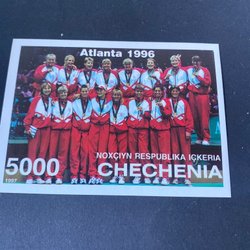 Atlanta 1996
NOXÇIYN RESPUBLIKA IÇKERIA
5000 CHECHENIA
1997